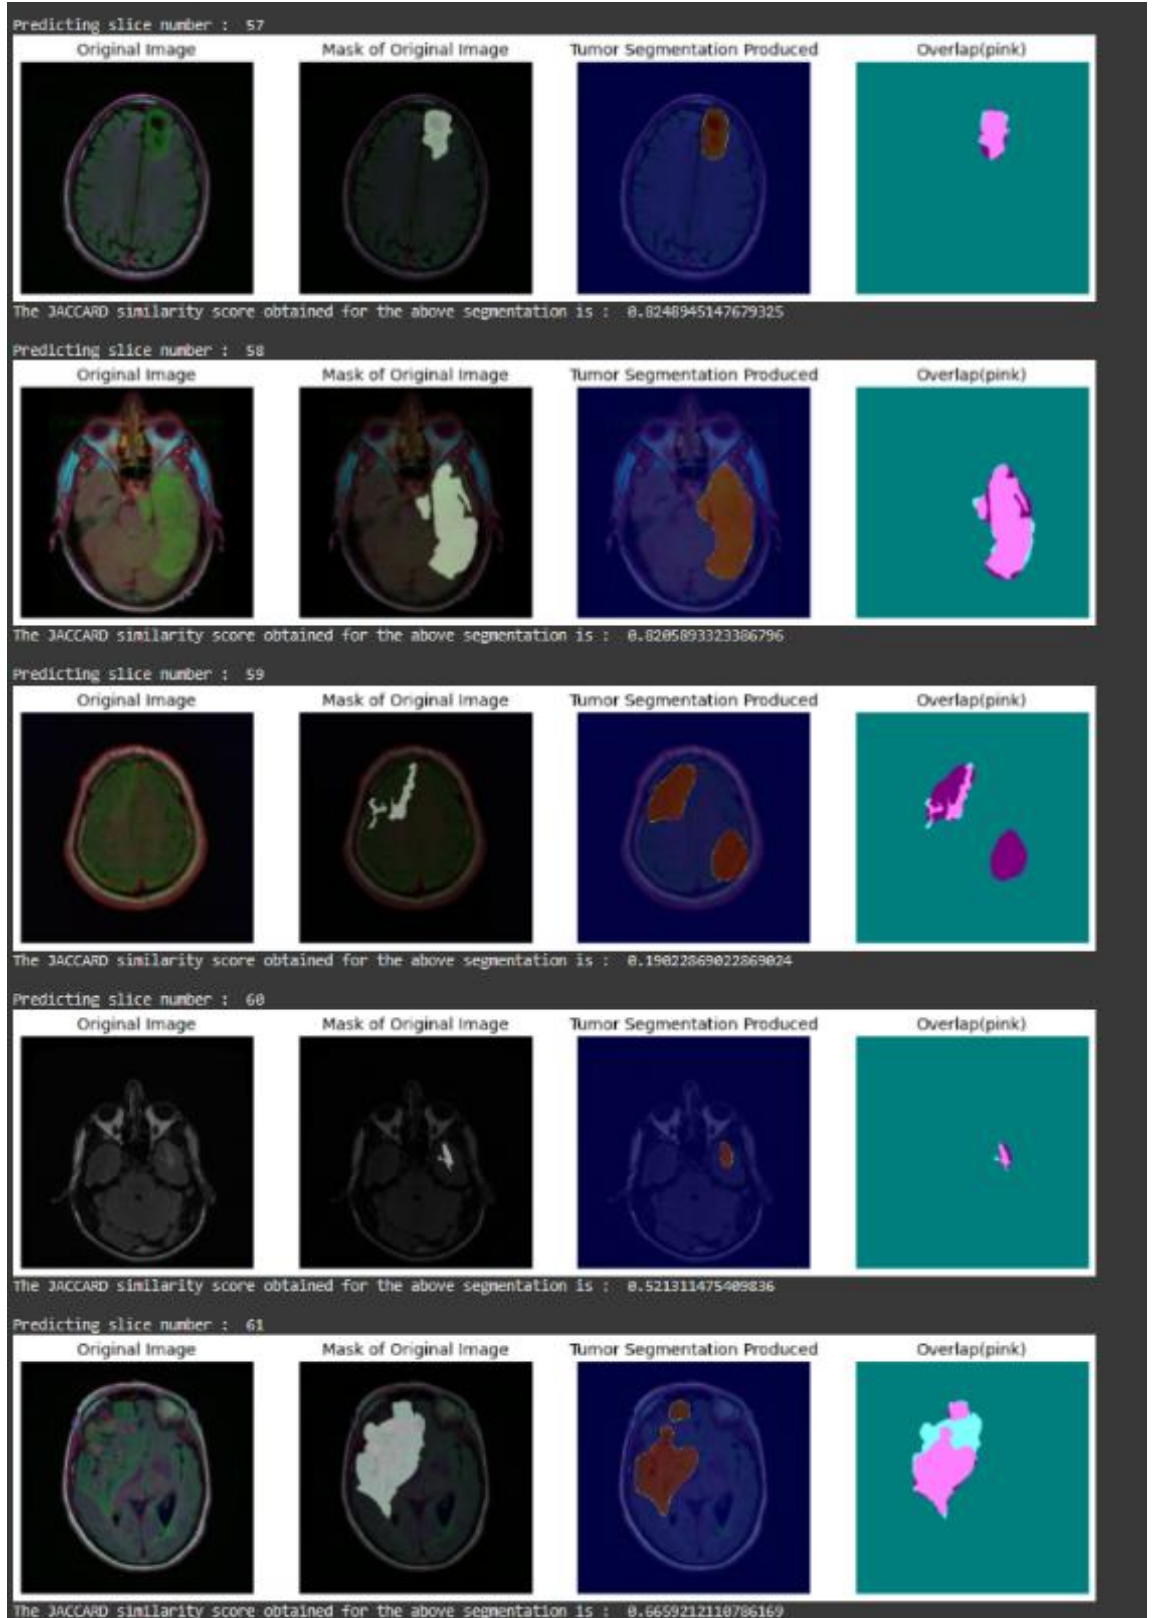 Predicting slice number :  57
Original Image Mask of Original Image Tumor Segmentation Produced Overlap(pink)
The JACCARD similarity score obtained for the above segmentation is :  0.8248945147679325
Predicting slice number :  58
Original Image Mask of Original Image Tumor Segmentation Produced Overlap(pink)
The JACCARD similarity score obtained for the above segmentation is :  0.8205893323386796
Predicting slice number :  59
Original Image Mask of Original Image Tumor Segmentation Produced Overlap(pink)
The JACCARD similarity score obtained for the above segmentation is :  0.19022869022869024
Predicting slice number :  60
Original Image Mask of Original Image Tumor Segmentation Produced Overlap(pink)
The JACCARD similarity score obtained for the above segmentation is :  0.521311475409836
Predicting slice number :  61
Original Image Mask of Original Image Tumor Segmentation Produced Overlap(pink)
The JACCARD similarity score obtained for the above segmentation is :  0.6659212110786169